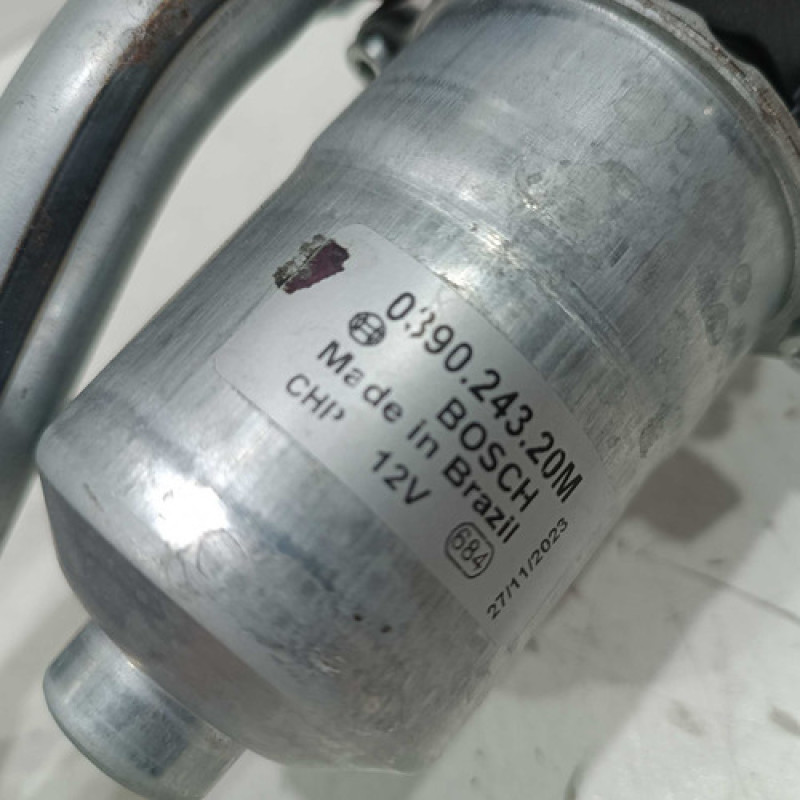 0390.243.20M
BOSCH
Made in Brazil
CHP 12V 684
27/11/2023